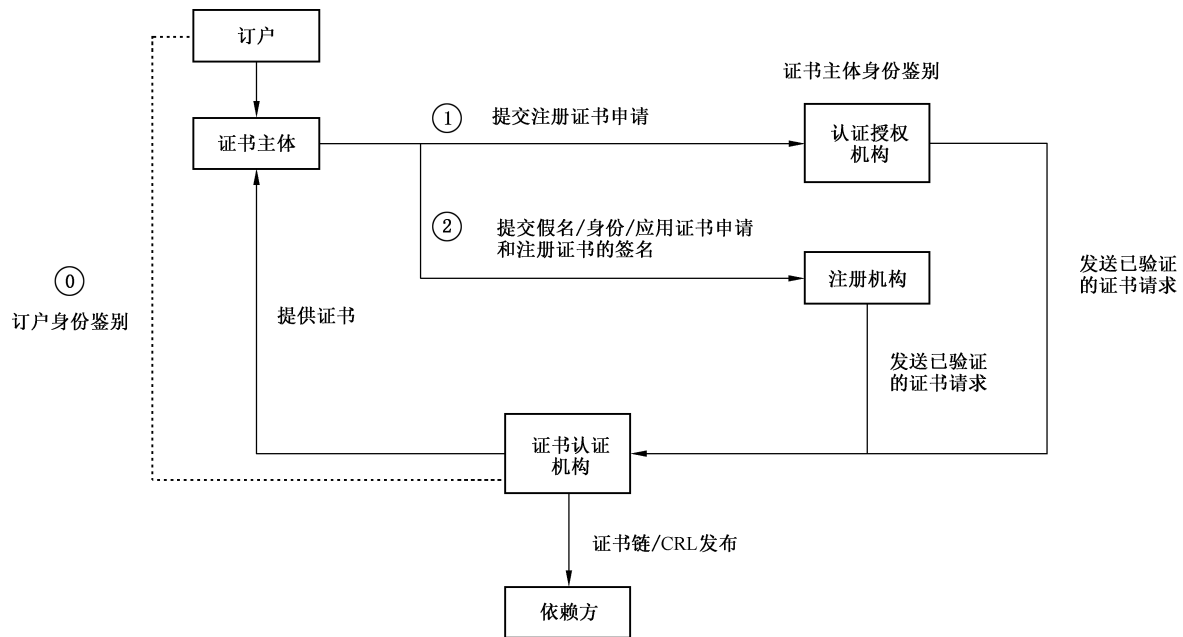 订户
证书主体身份鉴别
①
提交注册证书申请
认证授权
机构
证书主体
②
提交假名/身份/应用证书申请
和注册证书的签名
发送已验证
的证书请求
⓪
注册机构
订户身份鉴别
提供证书
发送已验证
的证书请求
证书认证
机构
证书链/CRL发布
依赖方